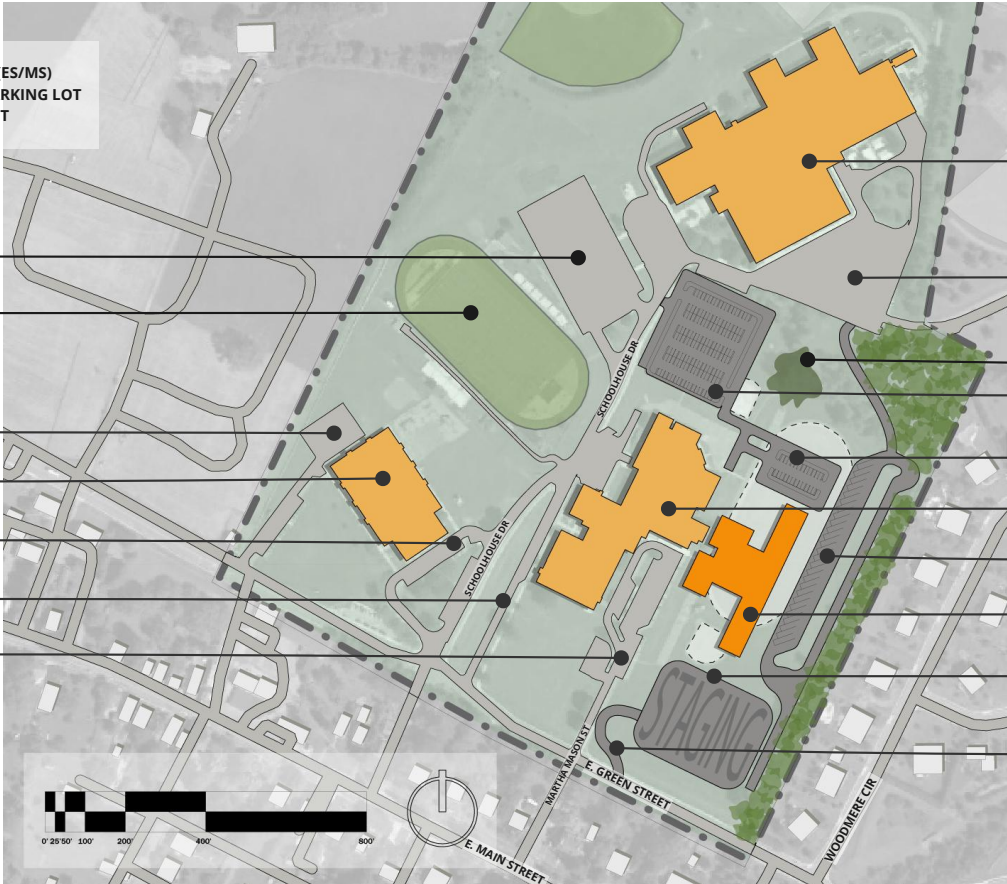 (ES/MS)
RKING LOT
T
SCHOOLHOUSE DR
SCHOOLHOUSE DR
STAGING
MARTHA MASON ST.
E. GREEN STREET
WOODMERE CIR
E. MAIN STREET
0' 25'50' 100' 200' 400' 800'